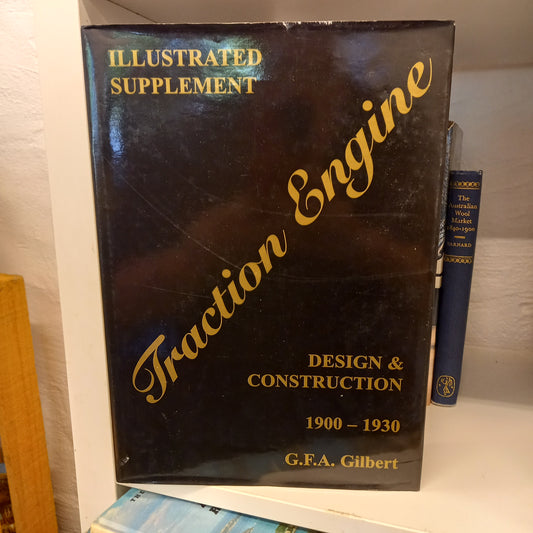 ILLUSTRATED
SUPPLEMENT
Traction Engine
DESIGN &
CONSTRUCTION
1900 – 1930
G.F.A. Gilbert
The
Australian
Wool
Market
1840-1900
BARNARD